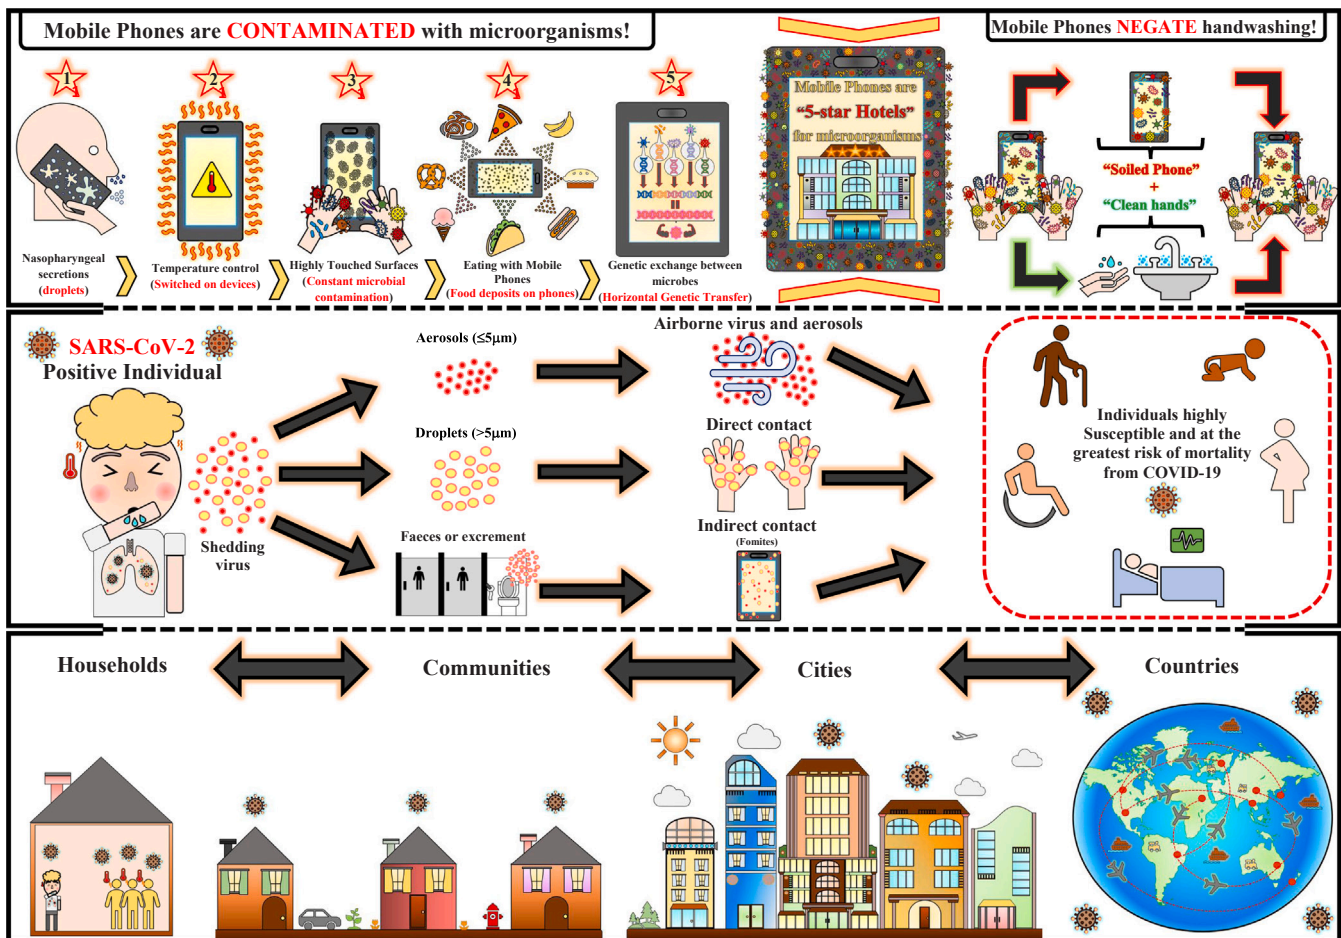 Mobile Phones are CONTAMINATED with microorganisms!
1
2
3
4
5
Nasopharyngeal
secretions
(droplets)
Temperature control
(Switched on devices)
Highly Touched Surfaces
(Constant microbial
contamination)
Eating with Mobile
Phones
(Food deposits on phones)
Genetic exchange between
microbes
(Horizontal Genetic Transfer)
Mobile Phones are
“5-star Hotels”
for microorganisms
Mobile Phones NEGATE handwashing!
“Soiled Phone”
+
“Clean hands”
SARS-CoV-2
Positive Individual
Shedding
virus
Aerosols (≤5μm)
Droplets (>5μm)
Faeces or excrement
Airborne virus and aerosols
Direct contact
Indirect contact
(Fomites)
Individuals highly
Susceptible and at the
greatest risk of mortality
from COVID-19
Households
Communities
Cities
Countries